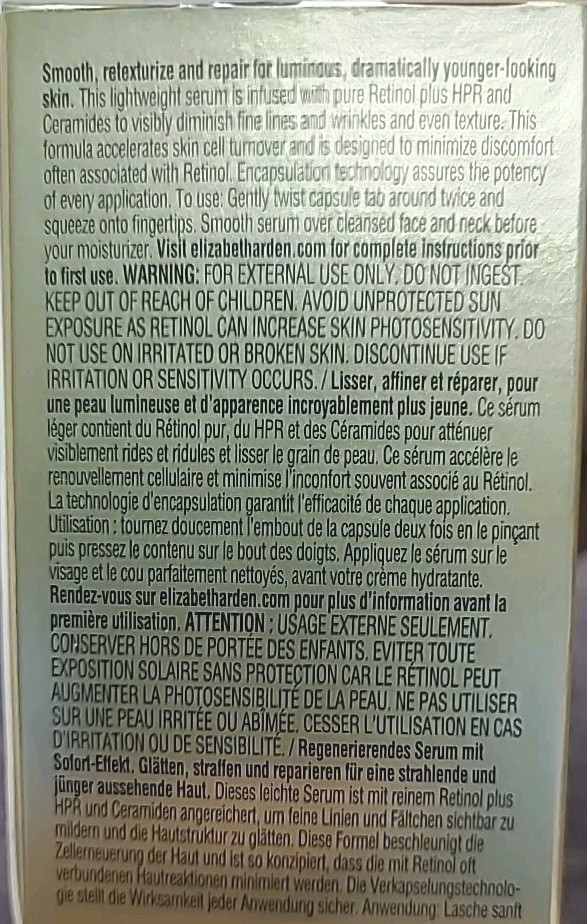 Smooth, retexturize and repair for luminous, dramatically younger-looking
skin. This lightweight serum is infused with pure Retinol plus HPR and
Ceramides to visibly diminish fine lines and wrinkles and even texture. This
formula accelerates skin cell turnover and is designed to minimize discomfort
often associated with Retinol. Encapsulation technology assures the potency
of every application. To use: Gently twist capsule tab around twice and
squeeze onto fingertips. Smooth serum over cleansed face and neck before
your moisturizer. Visit elizabetharden.com for complete instructions prior
to first use. WARNING: FOR EXTERNAL USE ONLY. DO NOT INGEST.
KEEP OUT OF REACH OF CHILDREN. AVOID UNPROTECTED SUN
EXPOSURE AS RETINOL CAN INCREASE SKIN PHOTOSENSITIVITY. DO
NOT USE ON IRRITATED OR BROKEN SKIN. DISCONTINUE USE IF
IRRITATION OR SENSITIVITY OCCURS. / Lisser, affiner et réparer, pour
une peau lumineuse et d'apparence incroyablement plus jeune. Ce sérum
léger contient du Rétinol pur, du HPR et des Céramides pour atténuer
visiblement rides et ridules et lisser le grain de peau. Ce sérum accélère le
renouvellement cellulaire et minimise l'inconfort souvent associé au Rétinol.
La technologie d'encapsulation garantit l'efficacité de chaque application.
Utilisation : tournez doucement l'embout de la capsule deux fois en le pinçant
puis pressez le contenu sur le bout des doigts. Appliquez le sérum sur le
visage et le cou parfaitement nettoyés, avant votre crème hydratante.
Rendez-vous sur elizabetharden.com pour plus d'information avant la
première utilisation. ATTENTION : USAGE EXTERNE SEULEMENT.
CONSERVER HORS DE PORTÉE DES ENFANTS. EVITER TOUTE
EXPOSITION SOLAIRE SANS PROTECTION CAR LE RÉTINOL PEUT
AUGMENTER LA PHOTOSENSIBILITÉ DE LA PEAU. NE PAS UTILISER
SUR UNE PEAU IRRITÉE OU ABÎMÉE. CESSER L'UTILISATION EN CAS
D'IRRITATION OU DE SENSIBILITÉ. / Regenerierendes Serum mit
Sofort-Effekt. Glätten, straffen und reparieren für eine strahlende und
jünger aussehende Haut. Dieses leichte Serum ist mit reinem Retinol plus
HPR und Ceramiden angereichert, um feine Linien und Fältchen sichtbar zu
mildern und die Hautstruktur zu glätten. Diese Formel beschleunigt die
Zellerneuerung der Haut und ist so konzipiert, dass die mit Retinol oft
verbundenen Hautreaktionen minimiert werden. Die Verkapselungstechnolo-
gie stellt die Wirksamkeit jeder Anwendung sicher. Anwendung: Lasche sanft